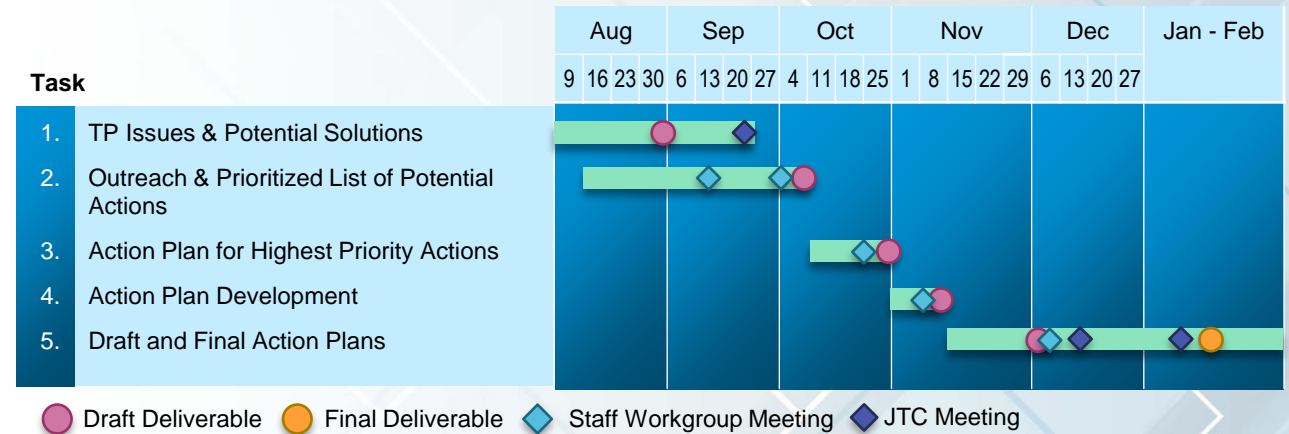 Aug Sep Oct Nov Dec Jan - Feb
Task
9 16 23 30 6 13 20 27 4 11 18 25 1 8 15 22 29 6 13 20 27
1. TP Issues & Potential Solutions
2. Outreach & Prioritized List of Potential
Actions
3. Action Plan for Highest Priority Actions
4. Action Plan Development
5. Draft and Final Action Plans
Draft Deliverable Final Deliverable Staff Workgroup Meeting JTC Meeting